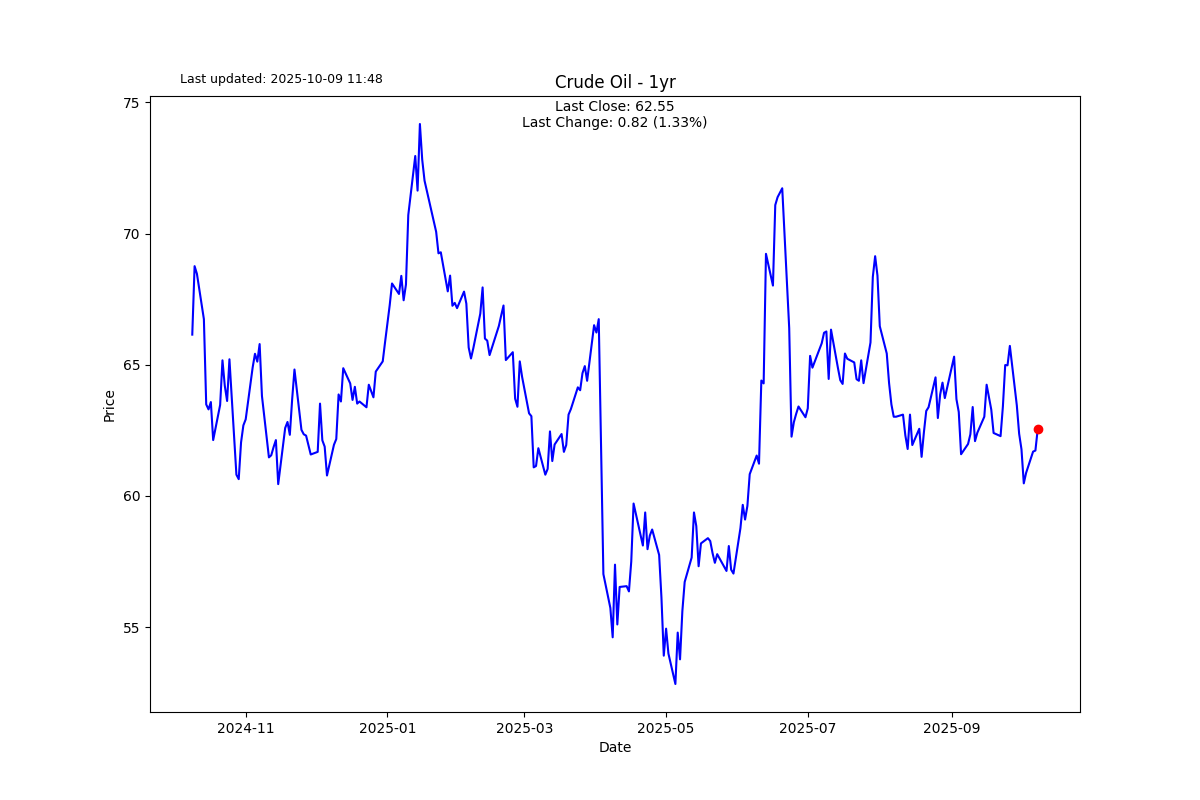 Last updated: 2025-10-09 11:48
Crude Oil - 1yr
Last Close: 62.55
Last Change: 0.82 (1.33%)
75
70
65
60
55
Price
2024-11
2025-01
2025-03
2025-05
2025-07
2025-09
Date